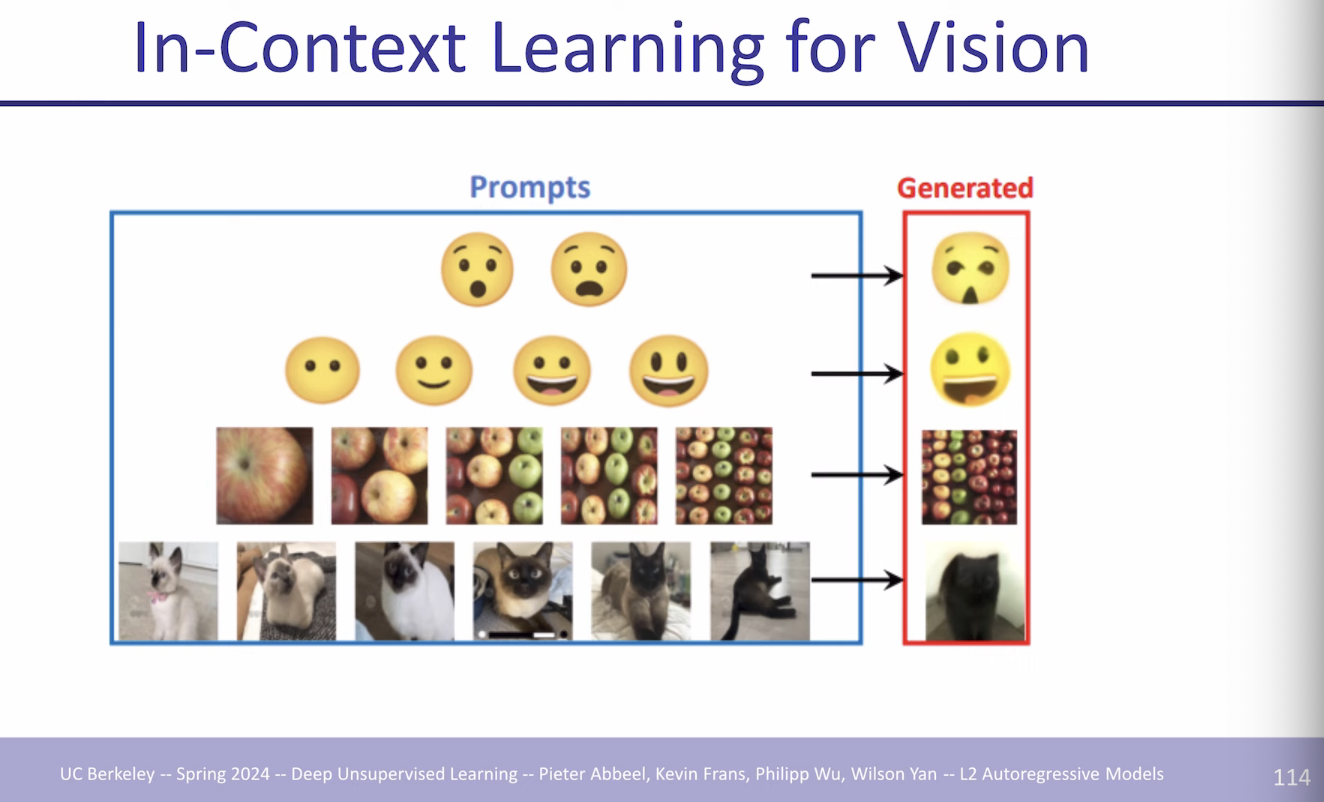 In-Context Learning for Vision
Prompts
Generated
UC Berkeley -- Spring 2024 -- Deep Unsupervised Learning -- Pieter Abbeel, Kevin Frans, Philipp Wu, Wilson Yan -- L2 Autoregressive Models
114